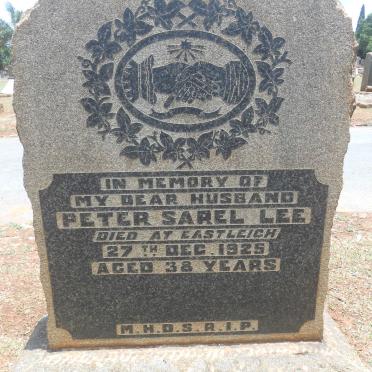 IN MEMORY OF
MY DEAR HUSBAND
PETER SAREL LEE
DIED AT EASTLEIGH
27TH DEC. 1925
AGED 38 YEARS
M.H.D.S.R.I.P.